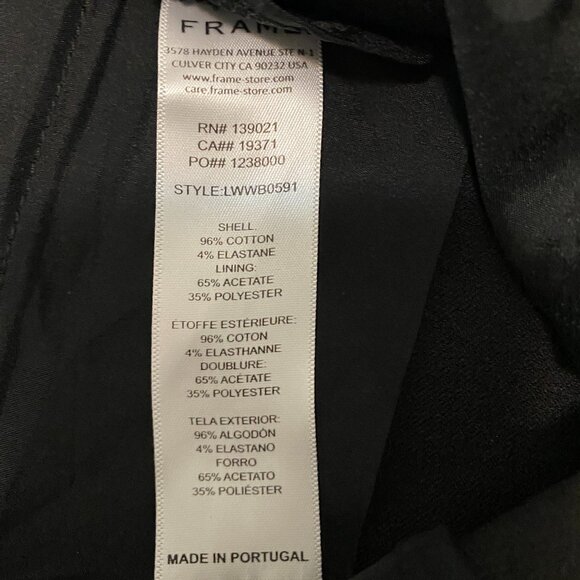 FRAME
3578 HAYDEN AVENUE STE N-1
CULVER CITY CA 90232 USA
www.frame-store.com
care.frame-store.com
RN# 139021
CA## 19371
PO## 1238000
STYLE:LWWB0591
SHELL:
96% COTTON
4% ELASTANE
LINING:
65% ACETATE
35% POLYESTER
ÉTOFFE ESTÉRIEURE:
96% COTON
4% ELASTHANNE
DOUBLURE:
65% ACÉTATE
35% POLYESTER
TELA EXTERIOR:
96% ALGODÓN
4% ELASTANO
FORRO
65% ACETATO
35% POLIÉSTER
MADE IN PORTUGAL